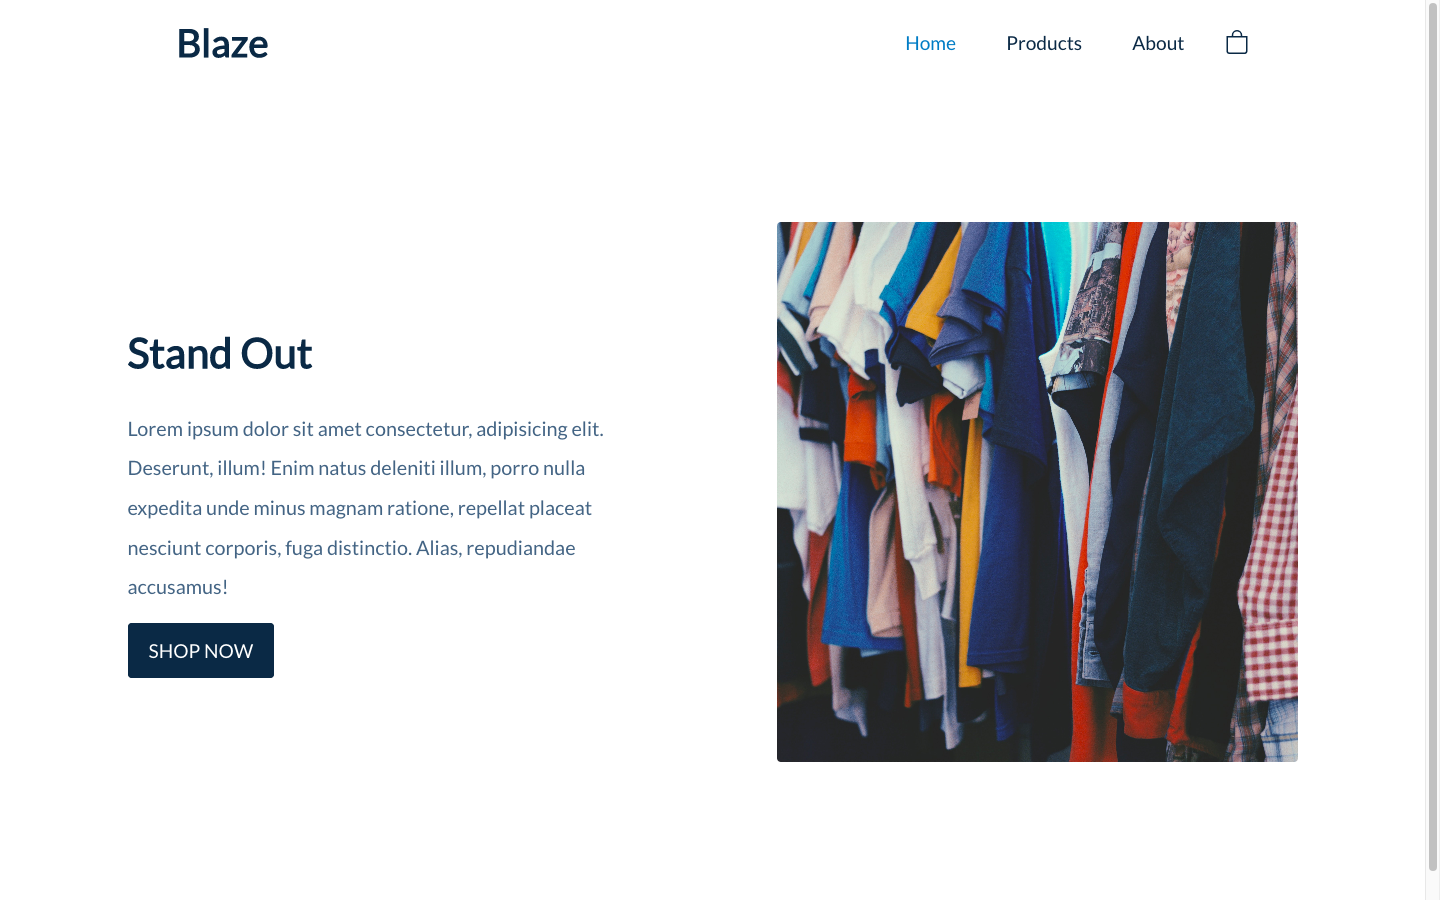 Blaze
Home
Products
About
Stand Out
Lorem ipsum dolor sit amet consectetur, adipisicing elit.
Deserunt, illum! Enim natus deleniti illum, porro nulla
expedita unde minus magnam ratione, repellat placeat
nesciunt corporis, fuga distinctio. Alias, repudiandae
accusamus!
SHOP NOW